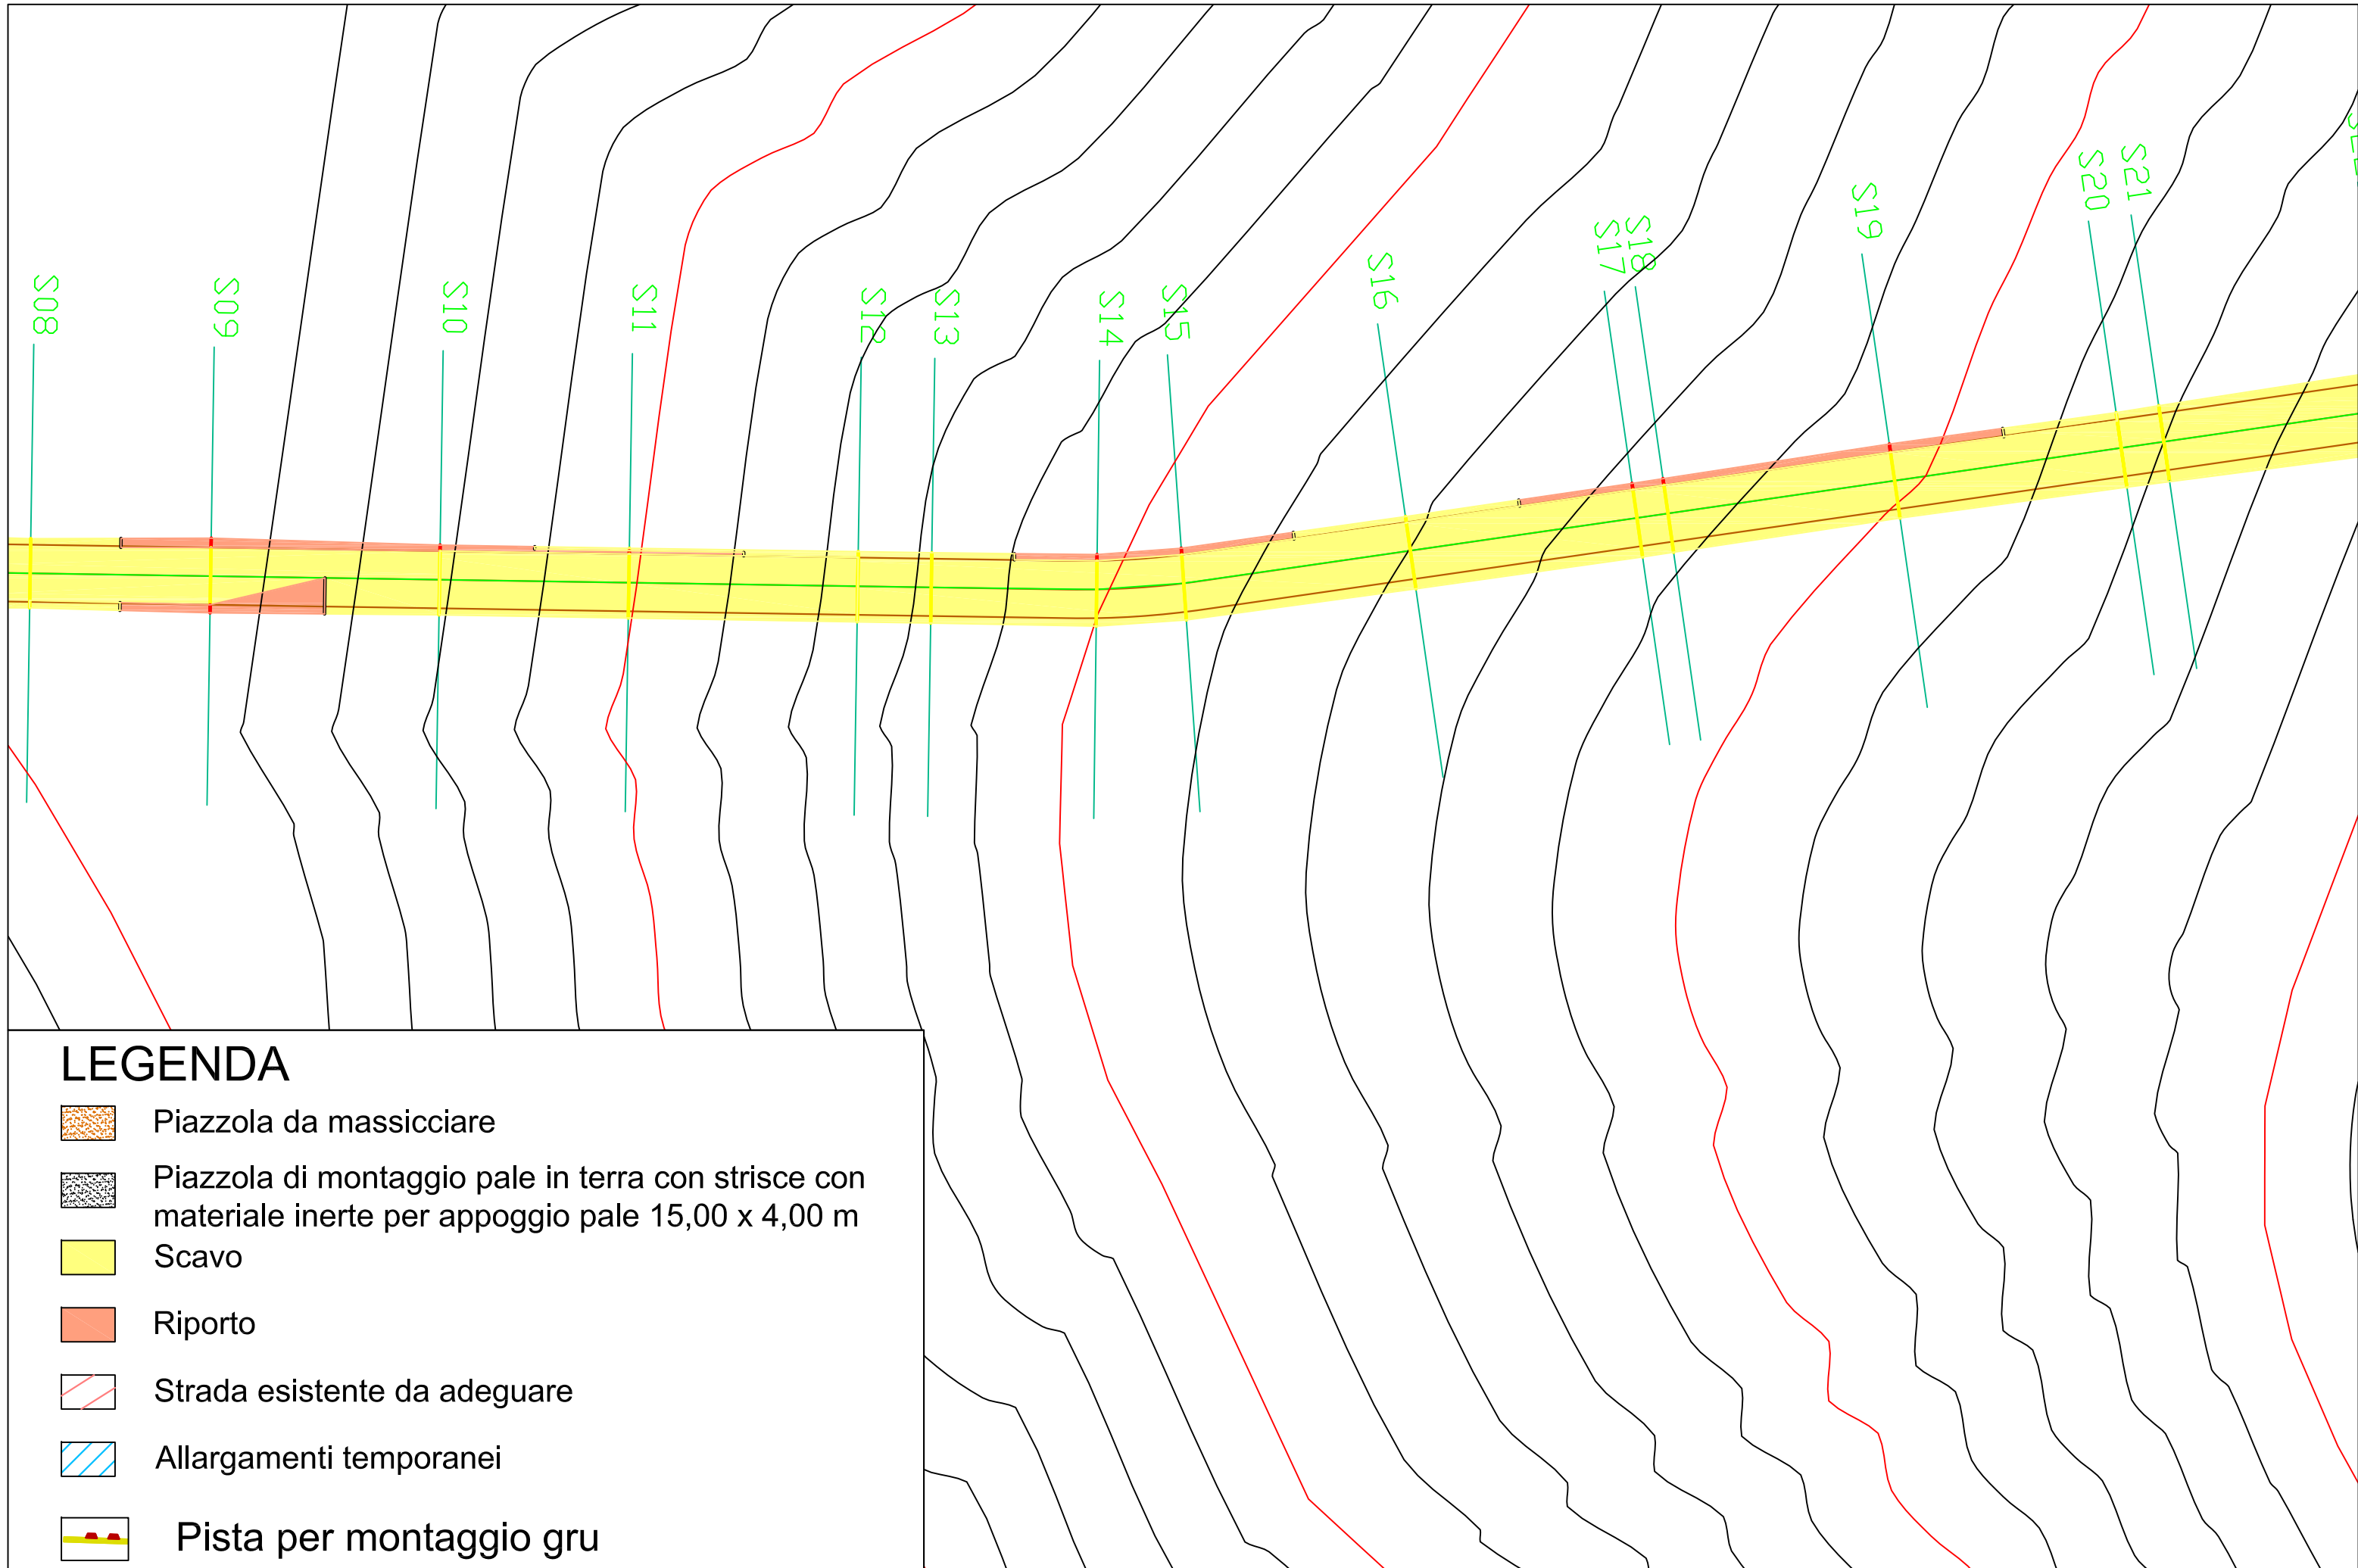 S08
S09
S10
S11
S12
S13
S14
S15
S16
S17
S18
S19
S20
S21
LEGENDA
Piazzola da massicciare
Piazzola di montaggio pale in terra con strisce con
materiale inerte per appoggio pale 15,00 x 4,00 m
Scavo
Riporto
Strada esistente da adeguare
Allargamenti temporanei
Pista per montaggio gru